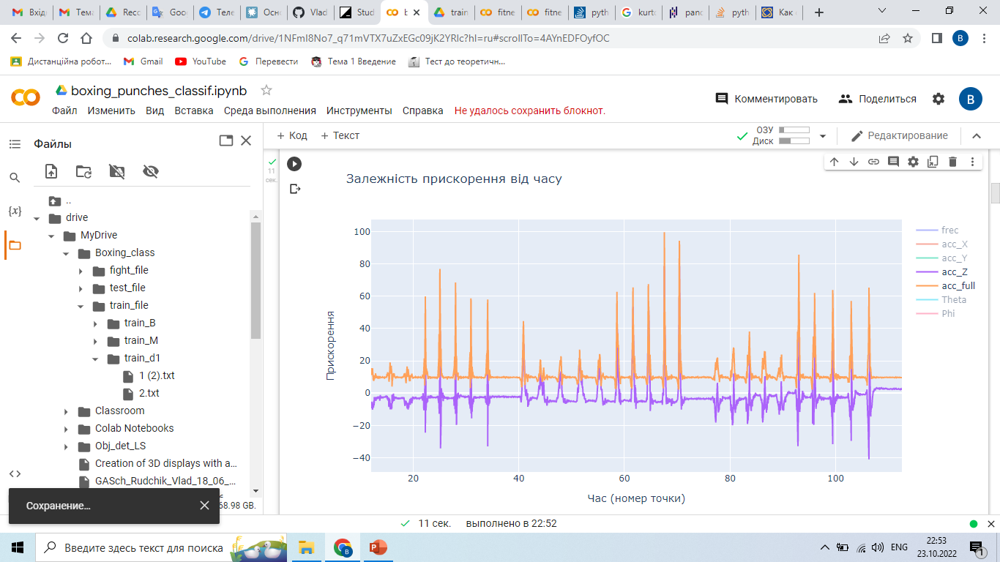 Вхід
Тема
Recc
Goo
Теле
Осно
Vlad
Stud
b
train
fitne
fitne
pyth
kurto
panc
pyth
Как
colab.research.google.com/drive/1NFmI8No7_q71mVTX7uZxEGc09jK2YRlc?hl=ru#scrollTo=4AYnEDFOyfOC
B
Дистанційна робот...
Gmail
YouTube
Перевести
Тема 1 Введение
Тест до теоретичн...
boxing_punches_classif.ipynb
Комментировать
Поделиться
B
Файл Изменить Вид Вставка Среда выполнения Инструменты Справка Не удалось сохранить блокнот.
Файлы
+ Код + Текст
ОЗУ
Диск
Редактирование
11
сек.
Залежність прискорення від часу
..
{x}
drive
MyDrive
Boxing_class
fight_file
test_file
train_file
train_B
train_M
train_d1
1 (2).txt
2.txt
Classroom
Colab Notebooks
Obj_det_LS
Creation of 3D displays with a...
GASch_Rudchik_Vlad_18_06_...
68.98 GB.
Сохранение...
100
80
60
40
20
0
−20
−40
Прискорення
20 40 60 80 100
Час (номер точки)
frec
acc_X
acc_Y
acc_Z
acc_full
Theta
Phi
11 сек. выполнено в 22:52
Введите здесь текст для поиска
ENG
22:53
23.10.2022
1